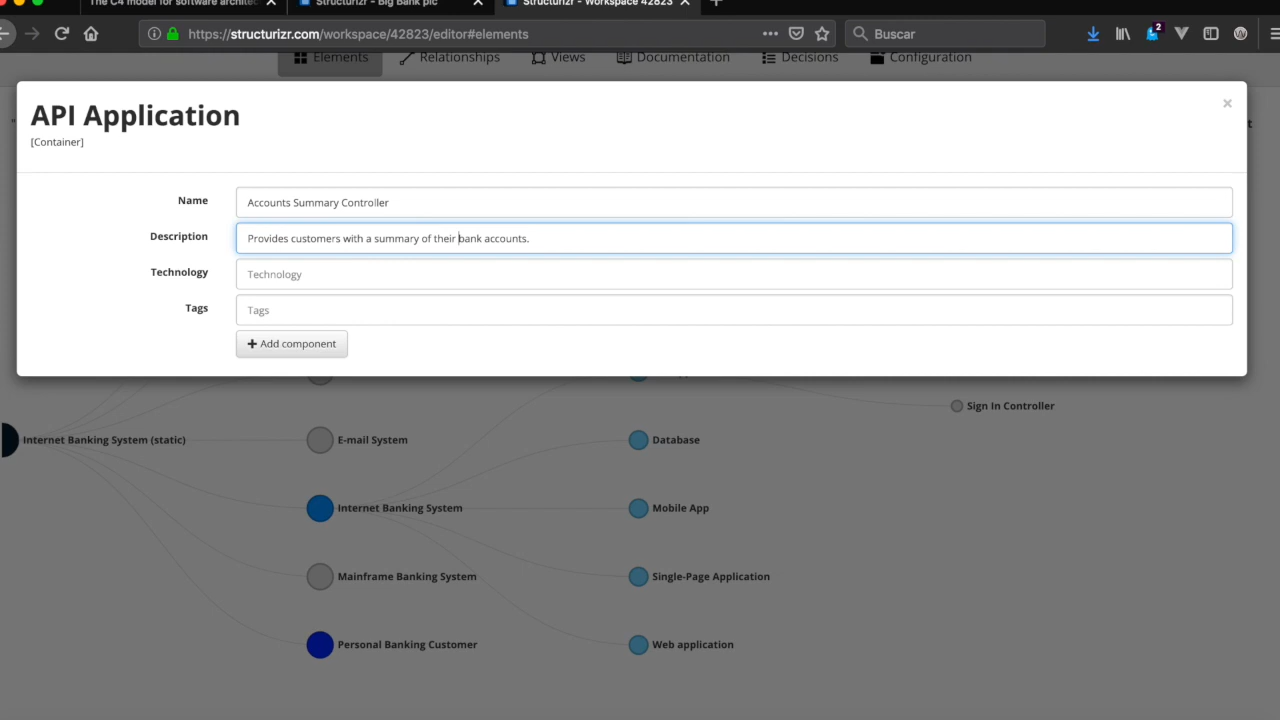 The C4 model for software architec
Structurizr - Big Bank plc
Structurizr - Workspace 42823
https://structurizr.com/workspace/42823/editor#elements
Buscar
2
Elements
Relationships
Views
Documentation
Decisions
Configuration
API Application
[Container]
Name
Accounts Summary Controller
Description
Provides customers with a summary of their bank accounts.
Technology
Technology
Tags
Tags
Add component
Sign In Controller
Internet Banking System (static)
E-mail System
Database
Internet Banking System
Mobile App
Mainframe Banking System
Single-Page Application
Personal Banking Customer
Web application